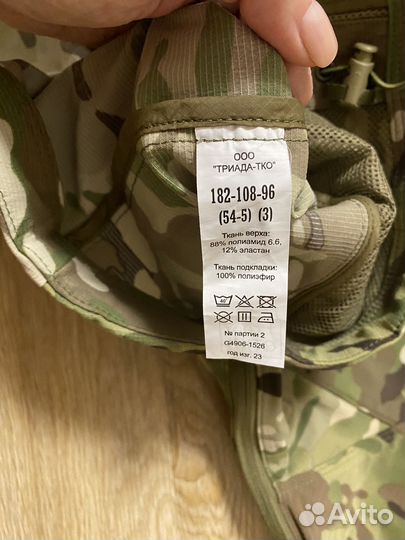 ООО
"ТРИАДА-ТКО"
182-108-96
(54-5) (3)
Ткань верха:
88% полиамид 6.6,
12% эластан
Ткань подкладки:
100% полиэфир
№ партии 2
G4906-1526
год изг. 23
Avito